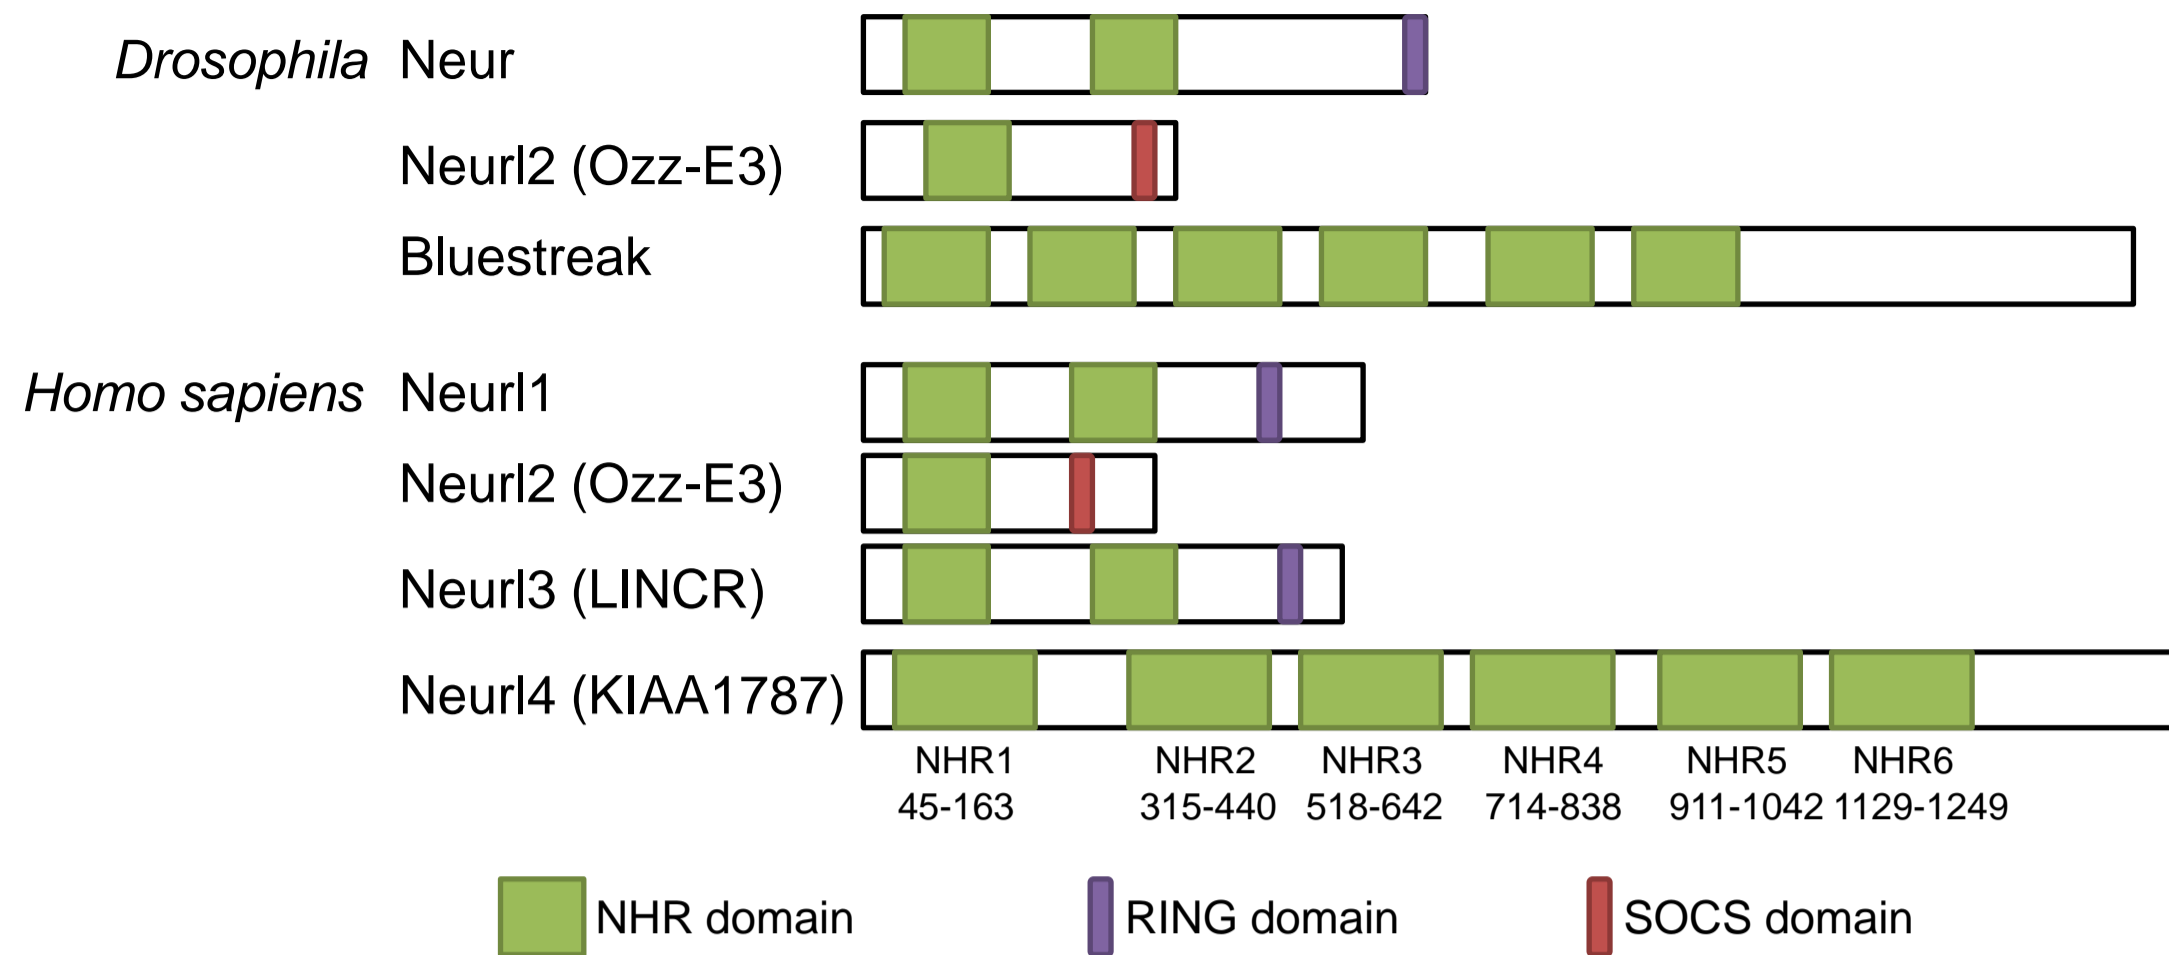 Drosophila Neur
Neurl2 (Ozz-E3)
Bluestreak
Homo sapiens Neurl1
Neurl2 (Ozz-E3)
Neurl3 (LINCR)
Neurl4 (KIAA1787)
NHR1 NHR2 NHR3 NHR4 NHR5 NHR6
45-163 315-440 518-642 714-838 911-1042 1129-1249
NHR domain RING domain SOCS domain